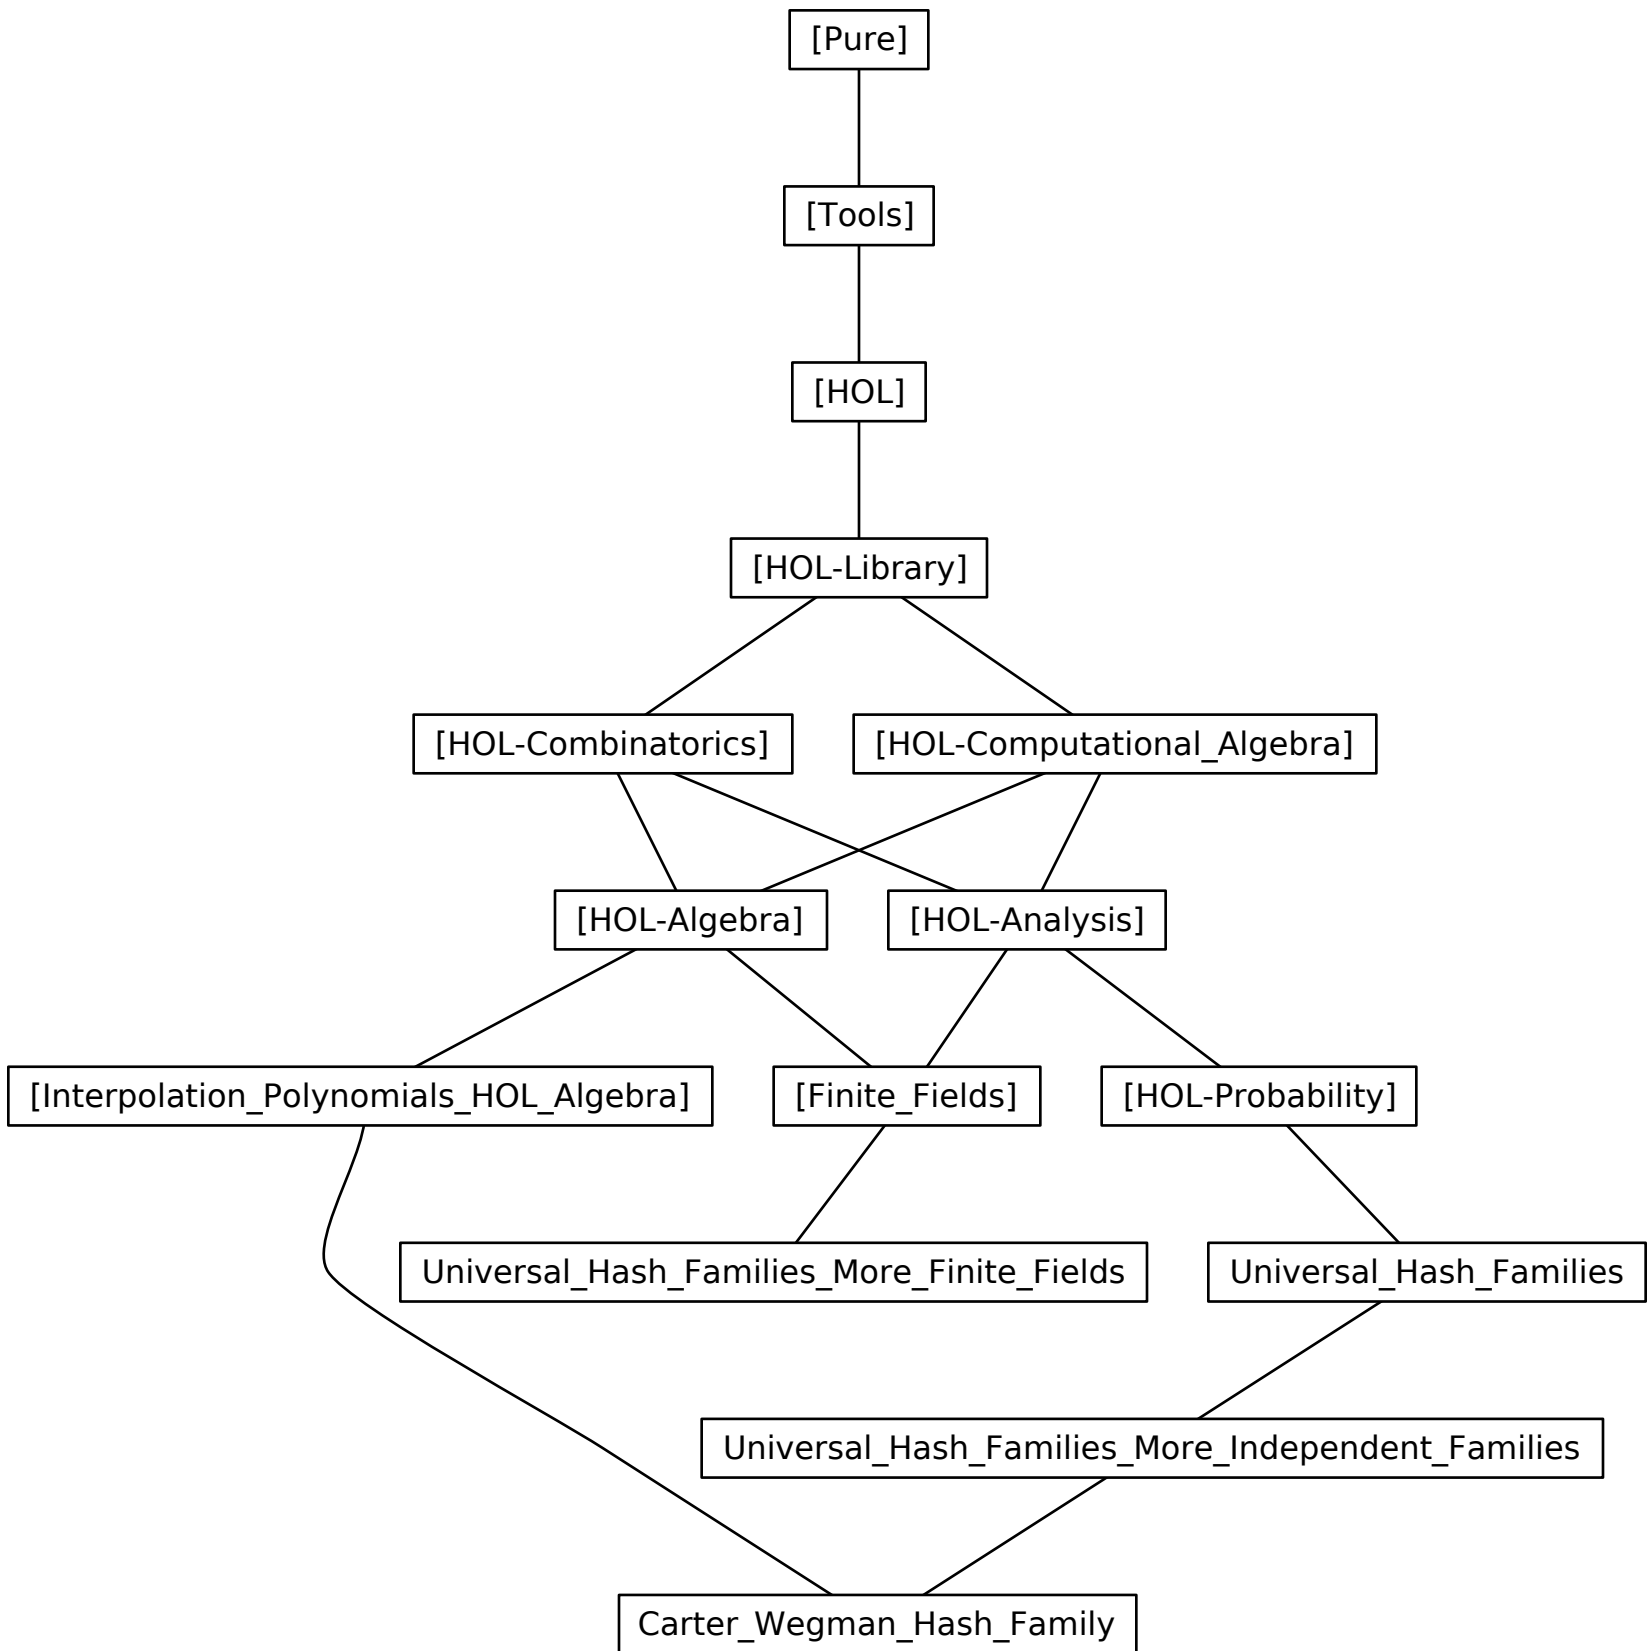 [Pure]
[Tools]
[HOL]
[HOL-Library]
[HOL-Combinatorics]
[HOL-Computational_Algebra]
[HOL-Algebra]
[HOL-Analysis]
[Interpolation_Polynomials_HOL_Algebra]
[Finite_Fields]
[HOL-Probability]
Universal_Hash_Families_More_Finite_Fields
Universal_Hash_Families
Universal_Hash_Families_More_Independent_Families
Carter_Wegman_Hash_Family